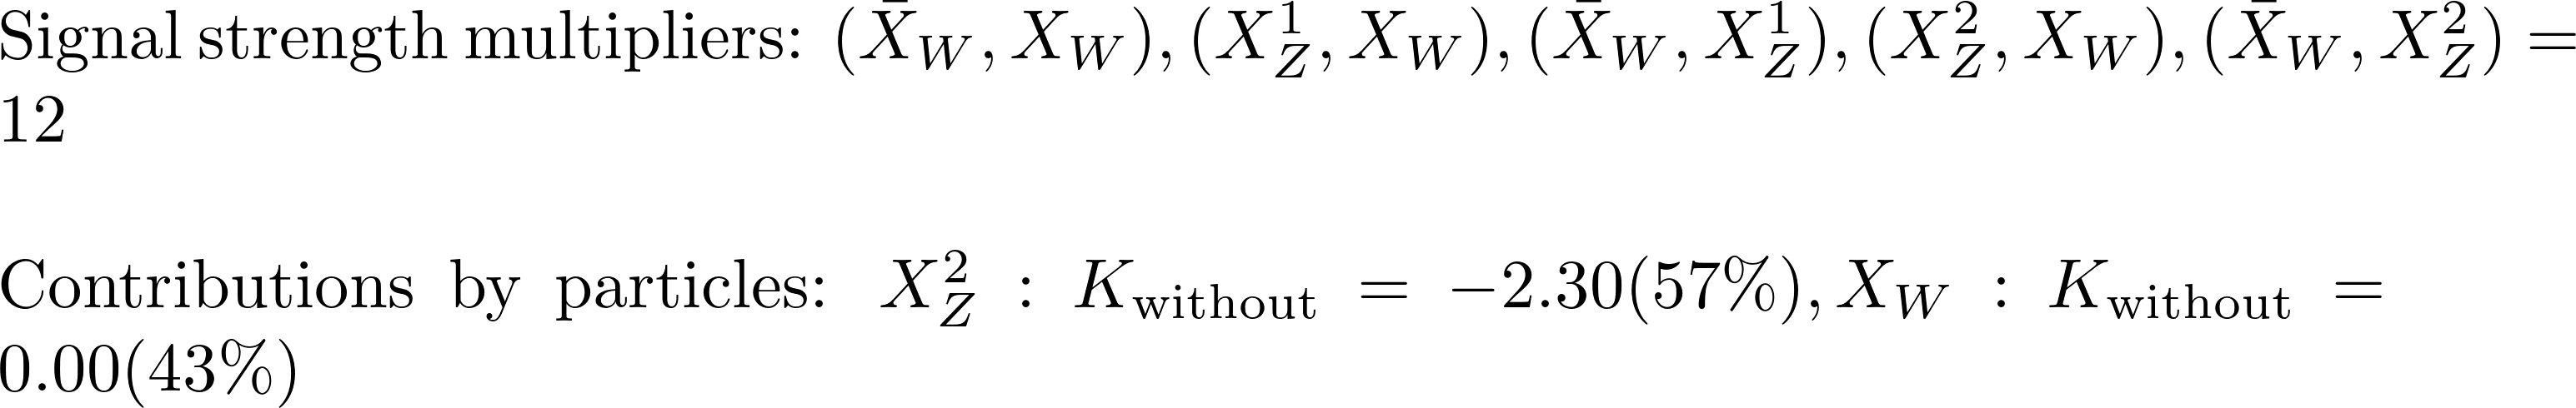 Signal strength multipliers: $(\bar{X}_W, X_W), (X_Z^1, X_W), (\bar{X}_W, X_Z^1), (X_Z^2, X_W), (\bar{X}_W, X_Z^2) =$
12
Contributions by particles: $X_Z^2 : K_{\text{without}} = -2.30(57\%), X_W : K_{\text{without}} =$
0.00(43%)